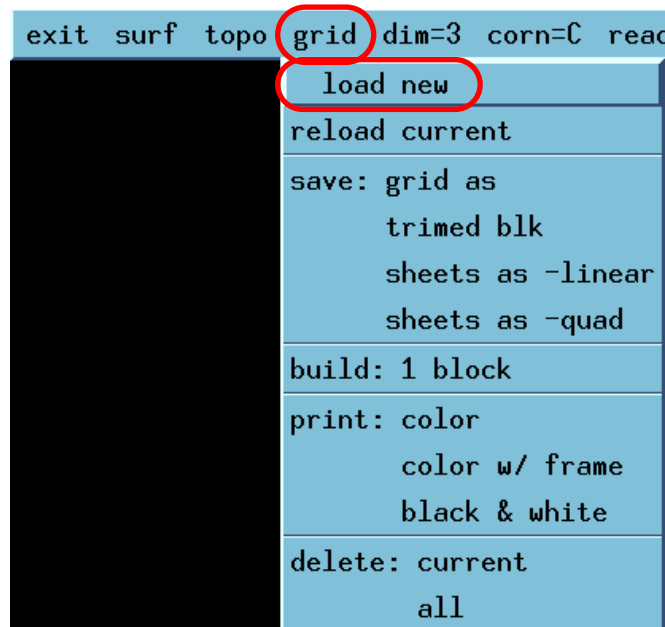 exit surf topo grid dim=3 corn=C
load new
reload current
save: grid as
trimed blk
sheets as -linear
sheets as -quad
build: 1 block
print: color
color w/ frame
black & white
delete: current
all